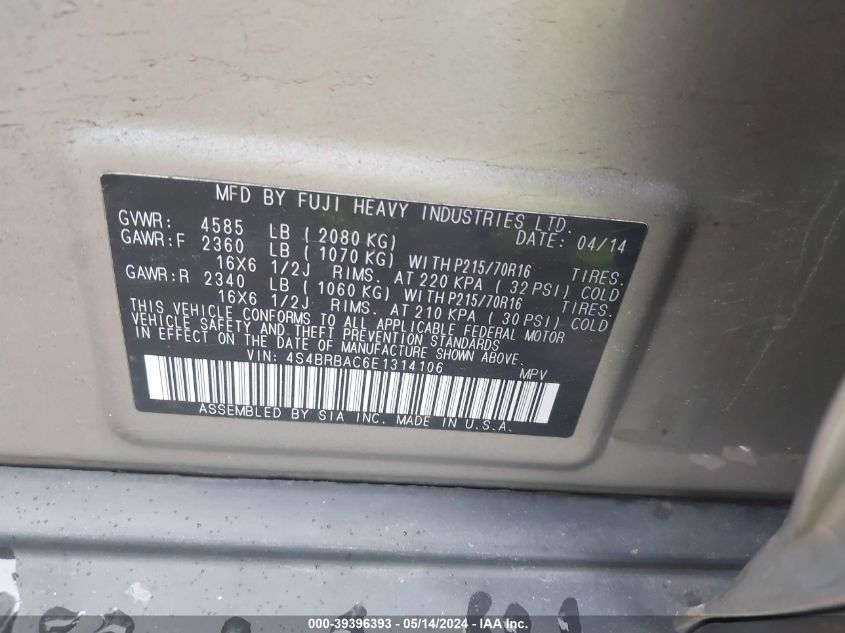 MFD BY FUJI HEAVY INDUSTRIES LTD.
GVWR: 4585 LB ( 2080 KG) DATE: 04/14
GAWR:F 2360 LB ( 1070 KG) WITH P215/70R16 TIRES.
16X6 1/2J RIMS. AT 220 KPA ( 32 PSI) COLD
GAWR:R 2340 LB ( 1060 KG) WITH P215/70R16 TIRES.
16X6 1/2J RIMS. AT 210 KPA ( 30 PSI) COLD
THIS VEHICLE CONFORMS TO ALL APPLICABLE FEDERAL MOTOR
VEHICLE SAFETY AND THEFT PREVENTION STANDARDS
IN EFFECT ON THE DATE OF MANUFACTURE SHOWN ABOVE.
VIN: 4S4BRBAC6E1314106 MPV
ASSEMBLED BY SIA INC. MADE IN U.S.A.
000-39396393 - 05/14/2024 - IAAI.com